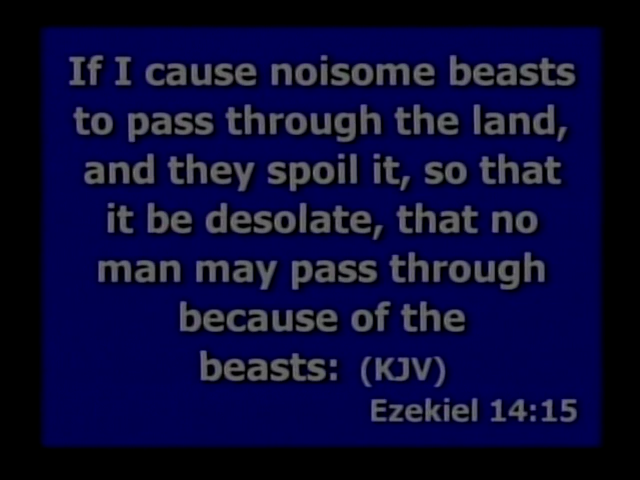 If I cause noisome beasts
to pass through the land,
and they spoil it, so that
it be desolate, that no
man may pass through
because of the
beasts: (KJV)
Ezekiel 14:15